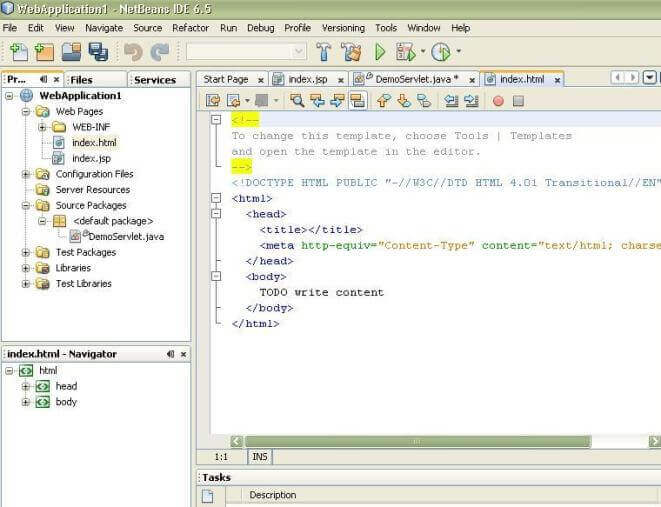 WebApplication1 - NetBeans IDE 6.5
File Edit View Navigate Source Refactor Run Debug Profile Versioning Tools Window Help
Pr... Files Services
WebApplication1
Web Pages
WEB-INF
index.html
index.jsp
Configuration Files
Server Resources
Source Packages
<default package>
DemoServlet.java
Test Packages
Libraries
Test Libraries
index.html - Navigator
html
head
body
Start Page index.jsp DemoServlet.java * index.html
<!--
To change this template, choose Tools | Templates
and open the template in the editor.
-->
<!DOCTYPE HTML PUBLIC "-//W3C//DTD HTML 4.01 Transitional//EN"
<html>
<head>
<title></title>
<meta http-equiv="Content-Type" content="text/html; charse
</head>
<body>
TODO write content
</body>
</html>
1:1 INS
Tasks
Description